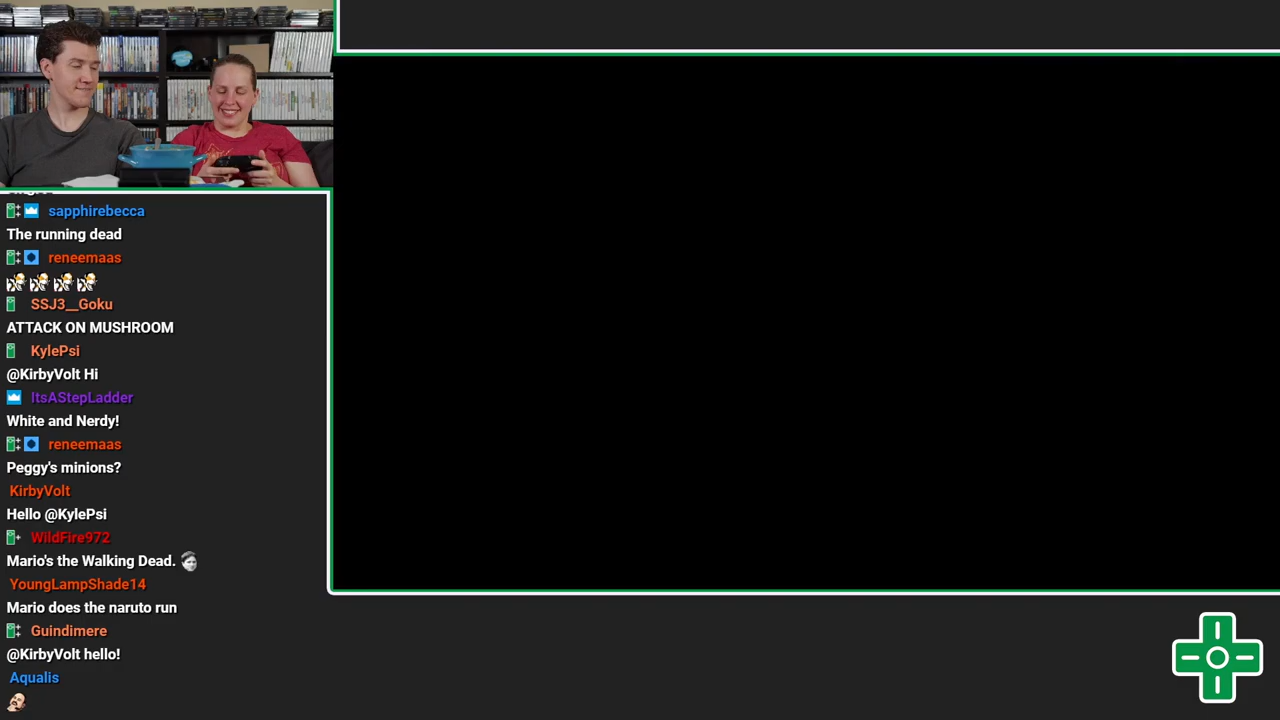 sapphirebecca
The running dead
reneemaas
SSJ3__Goku
ATTACK ON MUSHROOM
KylePsi
@KirbyVolt Hi
ItsAStepLadder
White and Nerdy!
reneemaas
Peggy's minions?
KirbyVolt
Hello @KylePsi
WildFire972
Mario's the Walking Dead.
YoungLampShade14
Mario does the naruto run
Guindimere
@KirbyVolt hello!
Aqualis